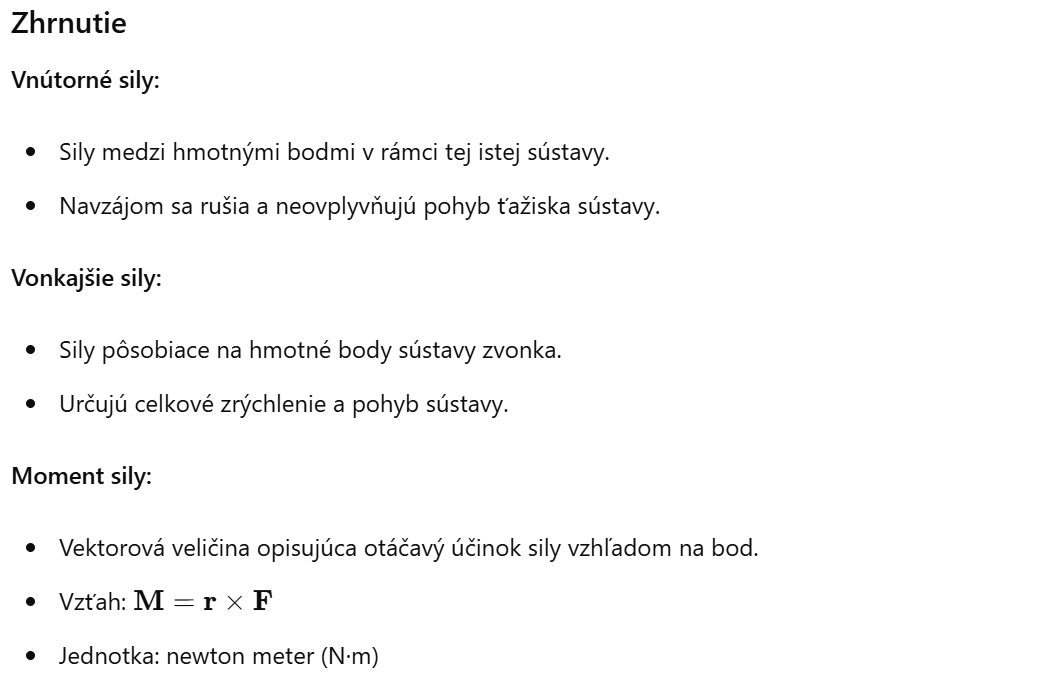 Zhrnutie
Vnútorné sily:
• Sily medzi hmotnými bodmi v rámci tej istej sústavy.
• Navzájom sa rušia a neovplyvňujú pohyb ťažiska sústavy.
Vonkajšie sily:
• Sily pôsobiace na hmotné body sústavy zvonka.
• Určujú celkové zrýchlenie a pohyb sústavy.
Moment sily:
• Vektorová veličina opisujúca otáčavý účinok sily vzhľadom na bod.
• Vzťah: M = r × F
• Jednotka: newton meter (N·m)